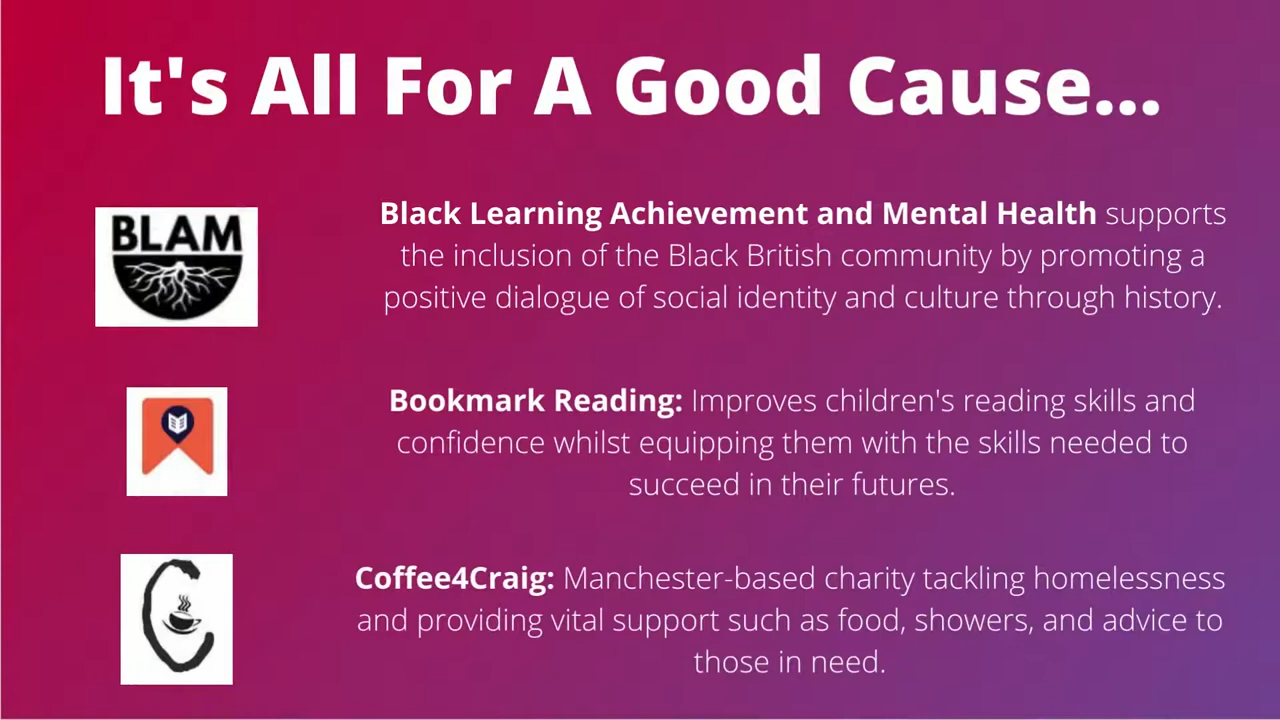 It's All For A Good Cause...
BLAM
Black Learning Achievement and Mental Health supports
the inclusion of the Black British community by promoting a
positive dialogue of social identity and culture through history.
Bookmark Reading: Improves children's reading skills and
confidence whilst equipping them with the skills needed to
succeed in their futures.
Coffee4Craig: Manchester-based charity tackling homelessness
and providing vital support such as food, showers, and advice to
those in need.